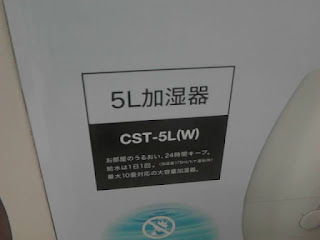 5L加湿器
CST-5L(W)
お部屋のうるおい、24時間キープ。
給水は1日1回。
最大10畳対応の大容量加湿器。